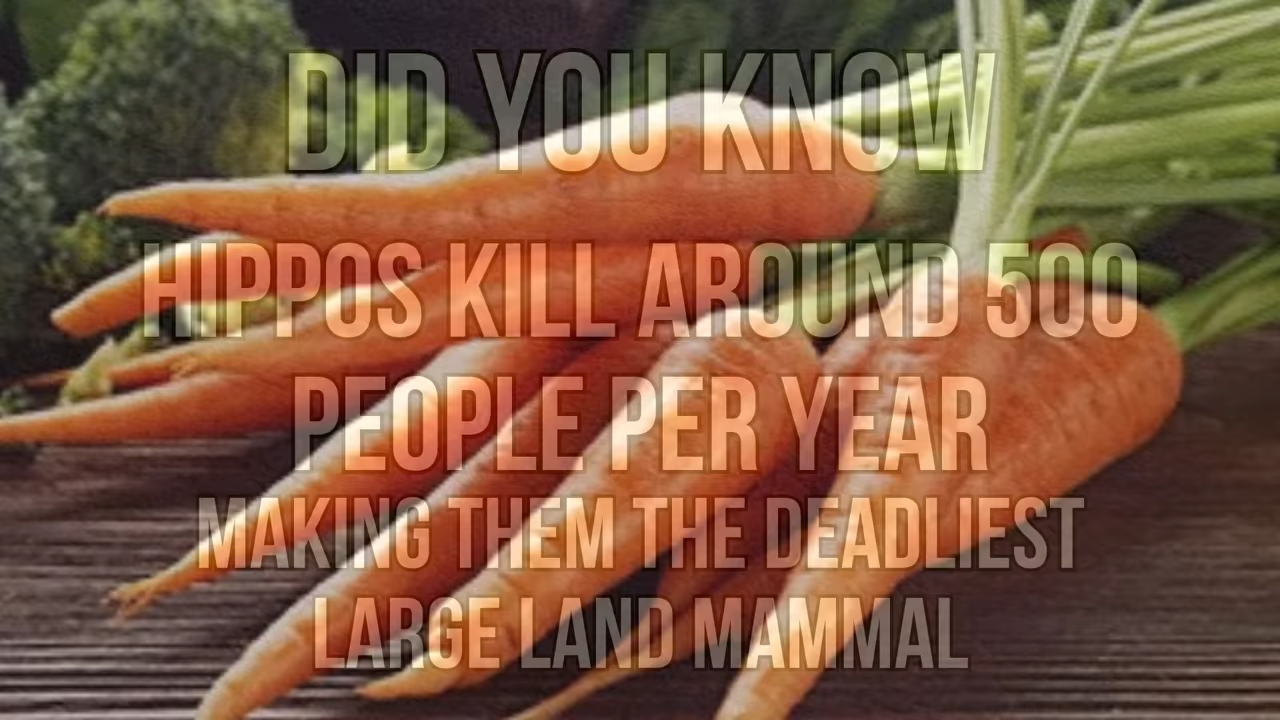 DID YOU KNOW
HIPPOS KILL AROUND 500
PEOPLE PER YEAR
MAKING THEM THE DEADLIEST
LARGE LAND MAMMAL